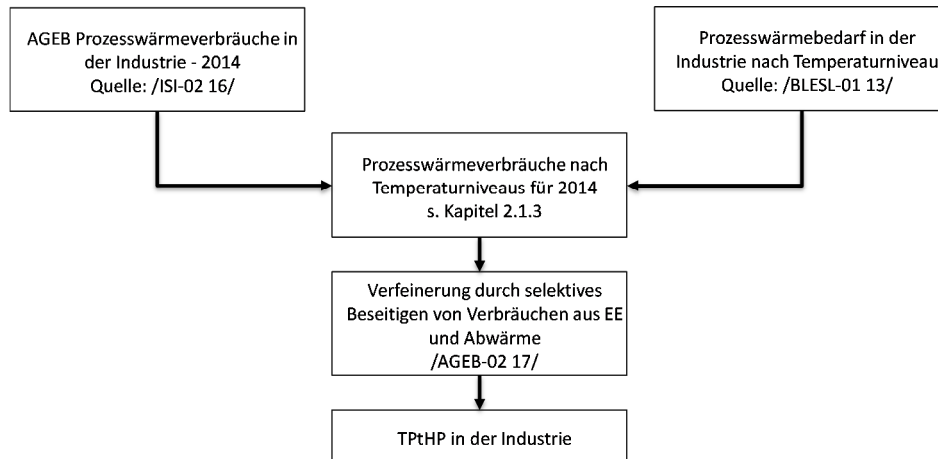 AGEB Prozesswärmeverbräuche in
der Industrie - 2014
Quelle: /ISI-02 16/
Prozesswärmebedarf in der
Industrie nach Temperaturniveau
Quelle: /BLESL-01 13/
Prozesswärmeverbräuche nach
Temperaturniveaus für 2014
s. Kapitel 2.1.3
Verfeinerung durch selektives
Beseitigen von Verbräuchen aus EE
und Abwärme
/AGEB-02 17/
TPtHP in der Industrie